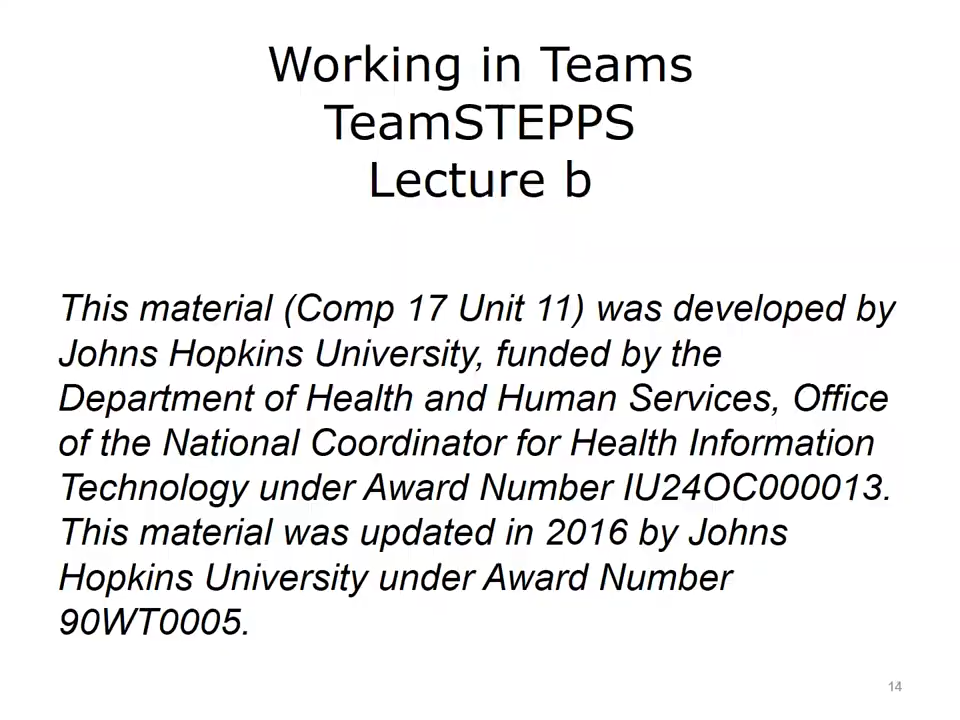 Working in Teams
TeamSTEPPS
Lecture b
This material (Comp 17 Unit 11) was developed by
Johns Hopkins University, funded by the
Department of Health and Human Services, Office
of the National Coordinator for Health Information
Technology under Award Number IU24OC000013.
This material was updated in 2016 by Johns
Hopkins University under Award Number
90WT0005.
14